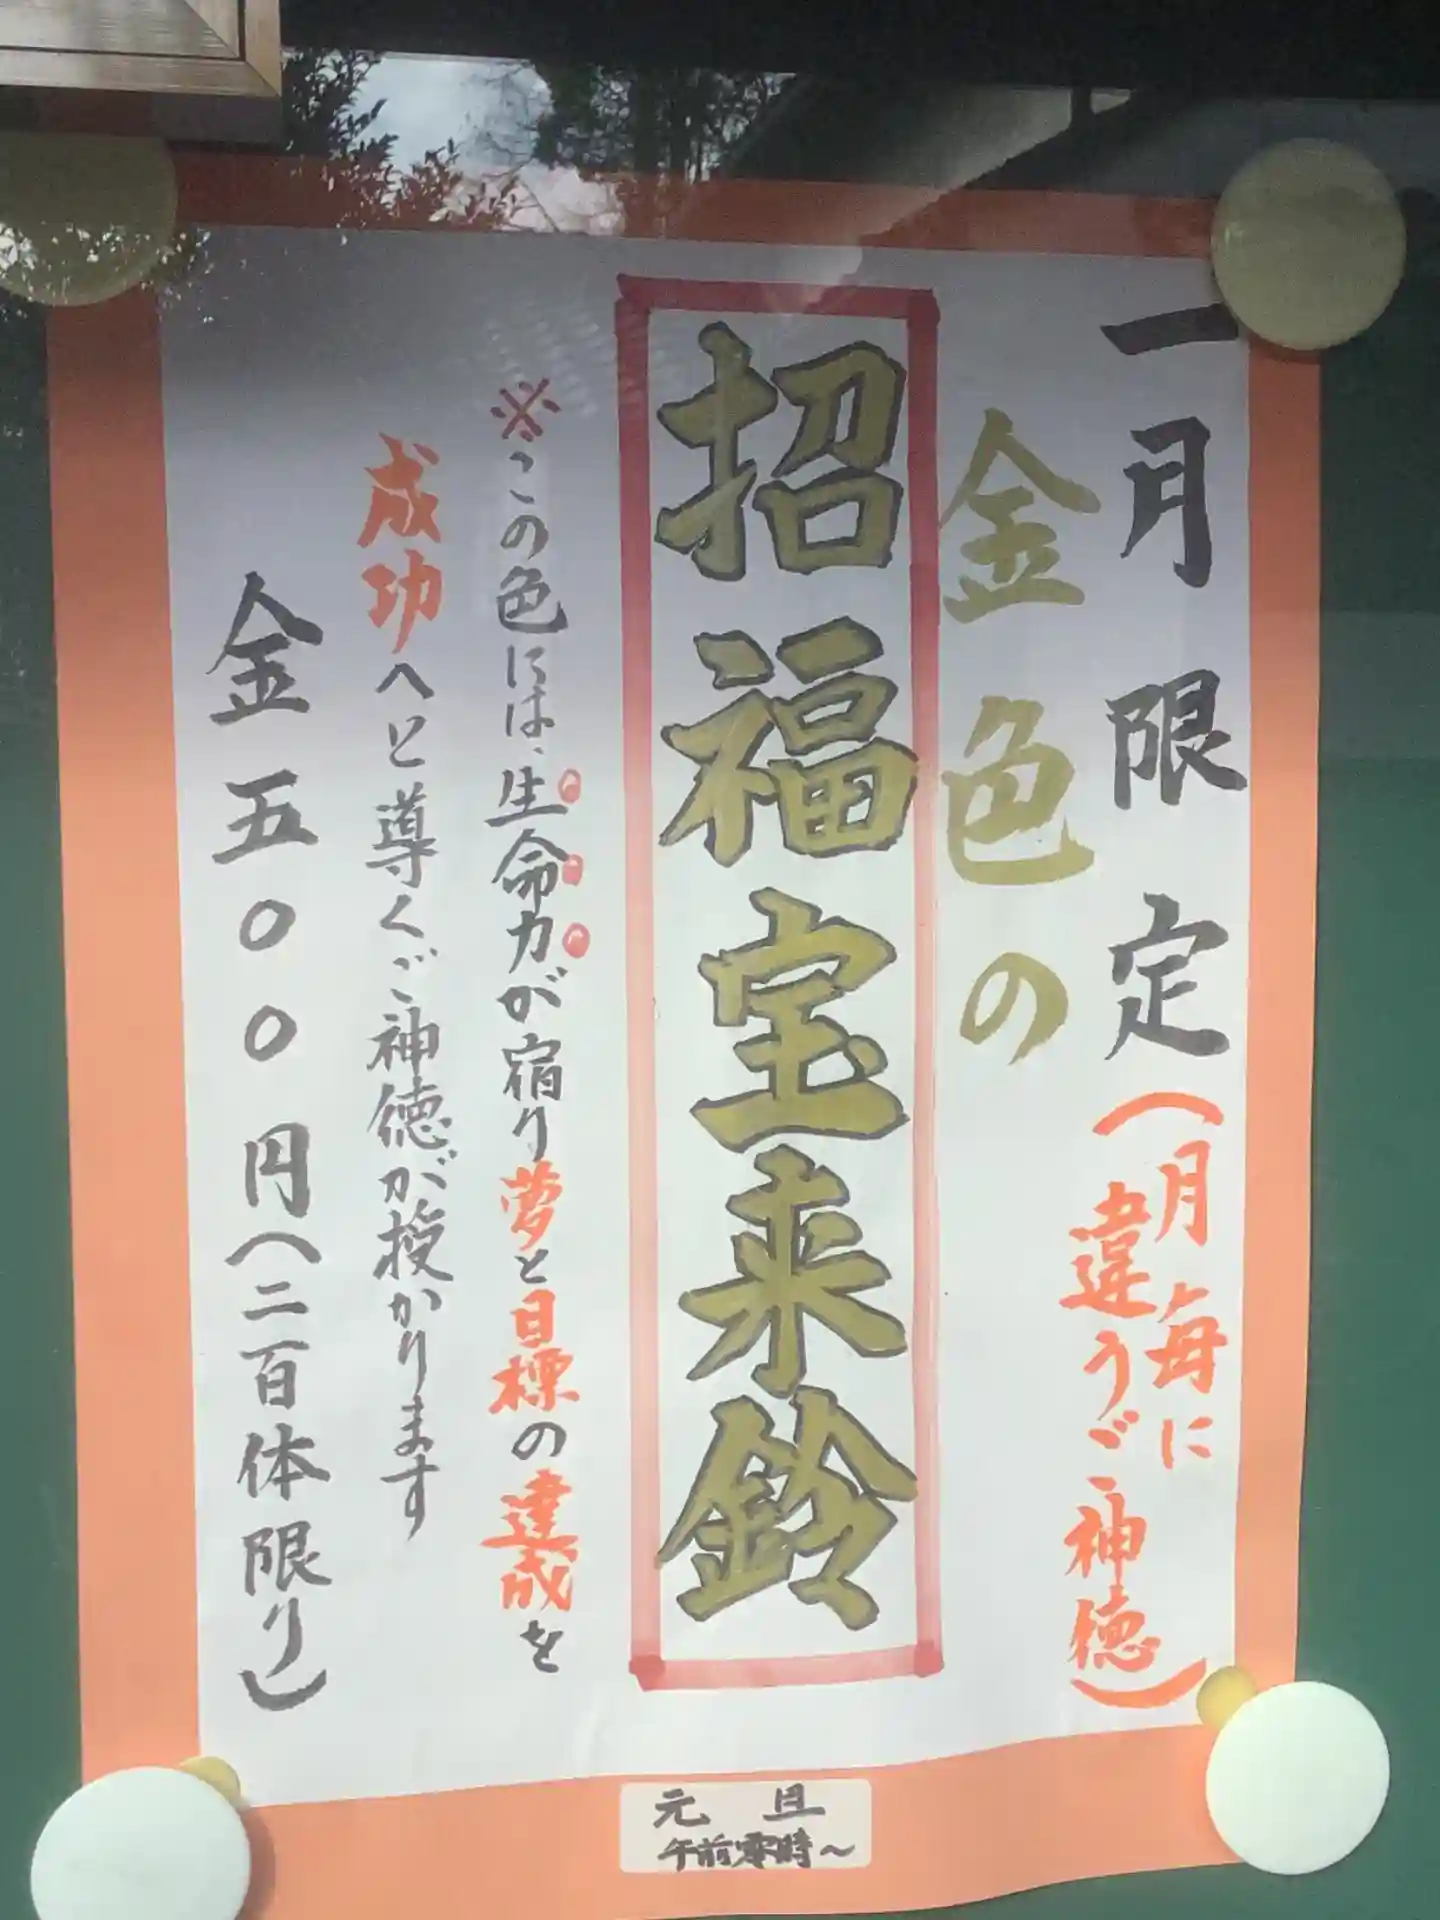 一月限定（月毎に
違うご神徳）
金色の
招福宝来鈴
※この色には、生命力が宿り夢と目標の達成を
成功へと導くご神徳が授かります
金五〇〇円（二百体限り）
元旦
午前零時～